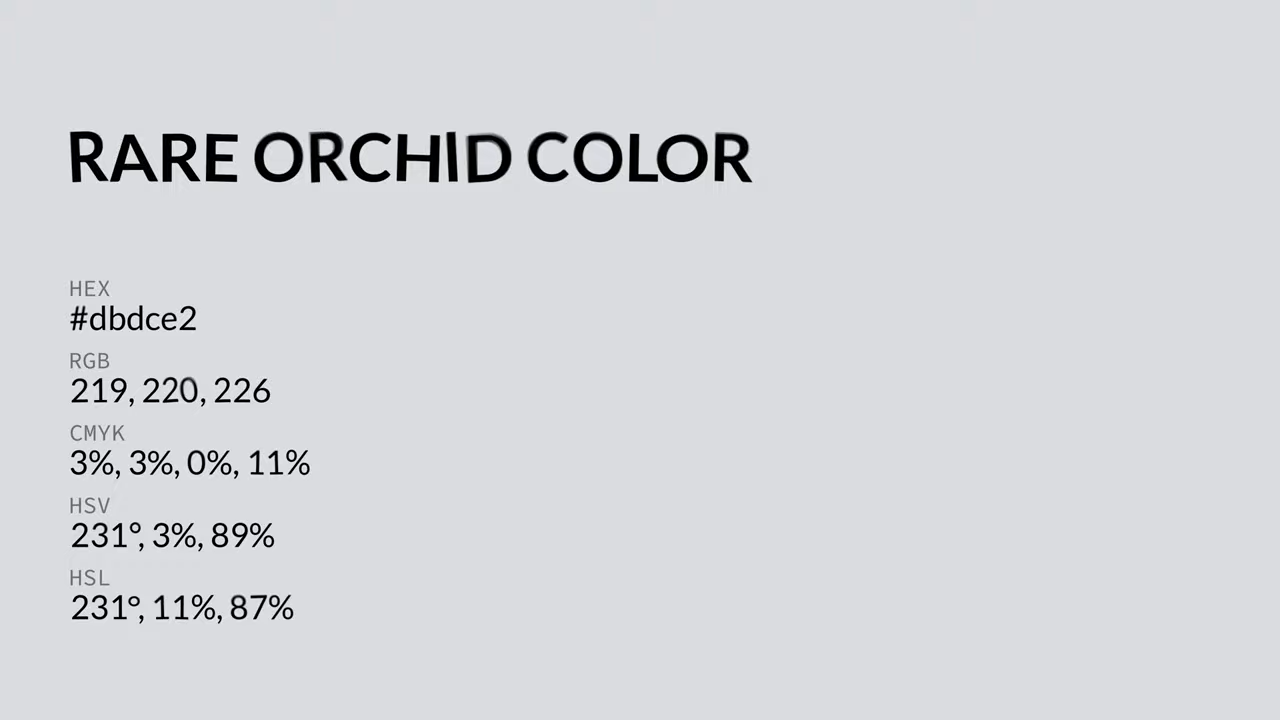 RARE ORCHID COLOR
HEX
#dbdce2
RGB
219, 220, 226
CMYK
3%, 3%, 0%, 11%
HSV
231°, 3%, 89%
HSL
231°, 11%, 87%